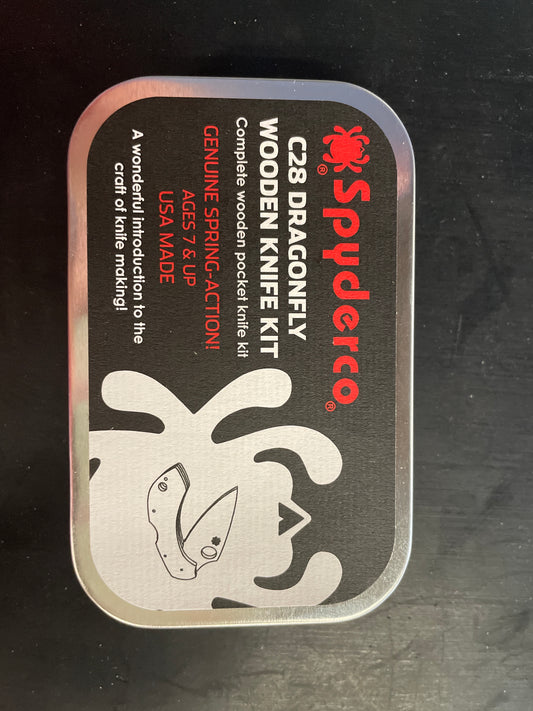 Spyderco®
C28 DRAGONFLY
WOODEN KNIFE KIT
Complete wooden pocket knife kit
GENUINE SPRING-ACTION!
AGES 7 & UP
USA MADE
A wonderful introduction to the
craft of knife making!